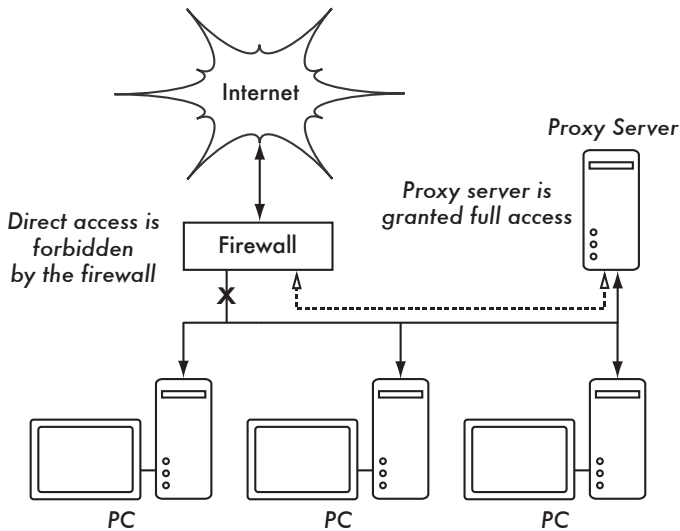 Internet
Proxy Server
Proxy server is
granted full access
Direct access is
forbidden
by the firewall
Firewall
X
PC
PC
PC